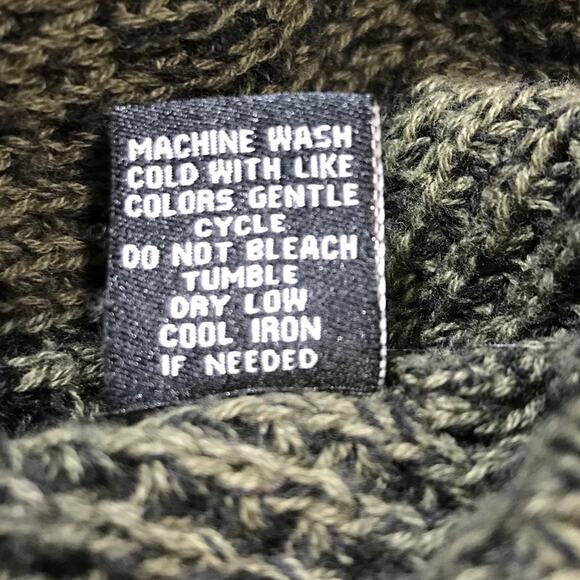 MACHINE WASH
COLD WITH LIKE
COLORS GENTLE
CYCLE
DO NOT BLEACH
TUMBLE
DRY LOW
COOL IRON
IF NEEDED